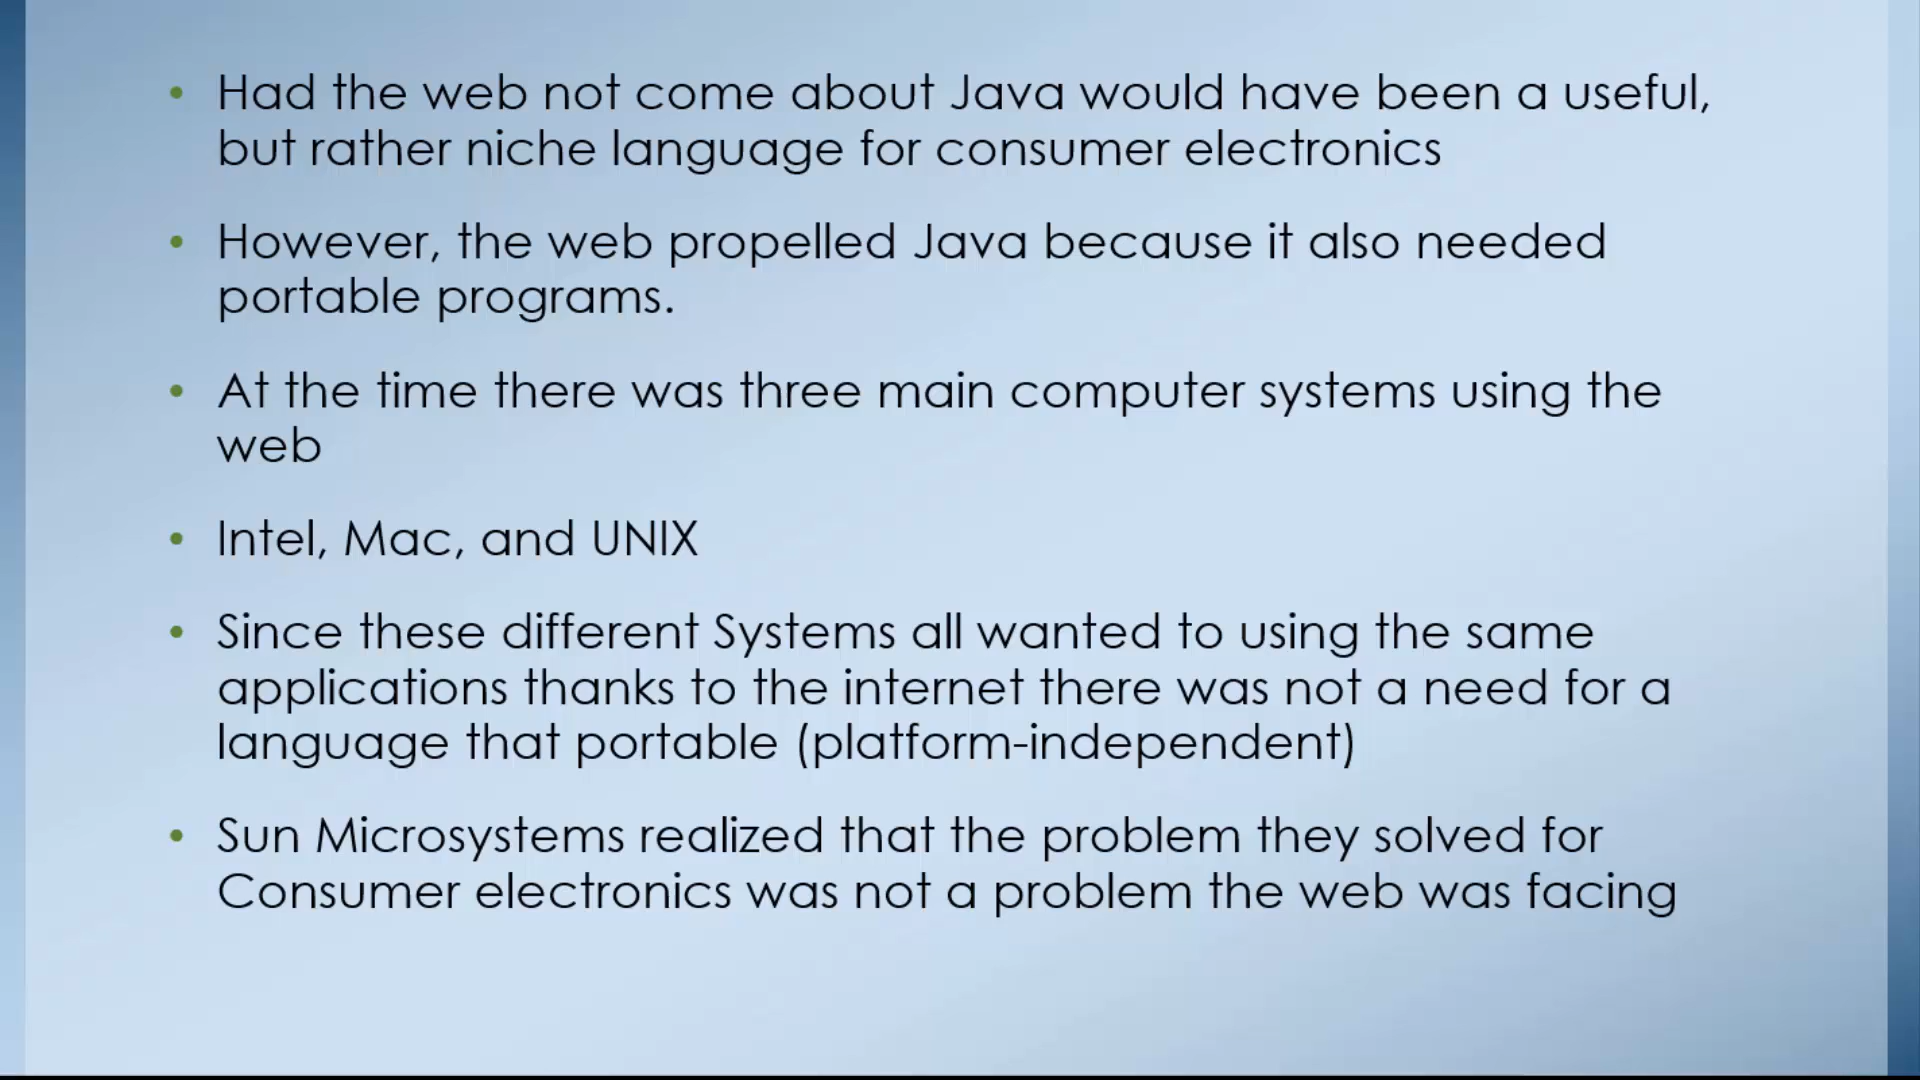 • Had the web not come about Java would have been a useful,
but rather niche language for consumer electronics
• However, the web propelled Java because it also needed
portable programs.
• At the time there was three main computer systems using the
web
• Intel, Mac, and UNIX
• Since these different Systems all wanted to using the same
applications thanks to the internet there was not a need for a
language that portable (platform-independent)
• Sun Microsystems realized that the problem they solved for
Consumer electronics was not a problem the web was facing